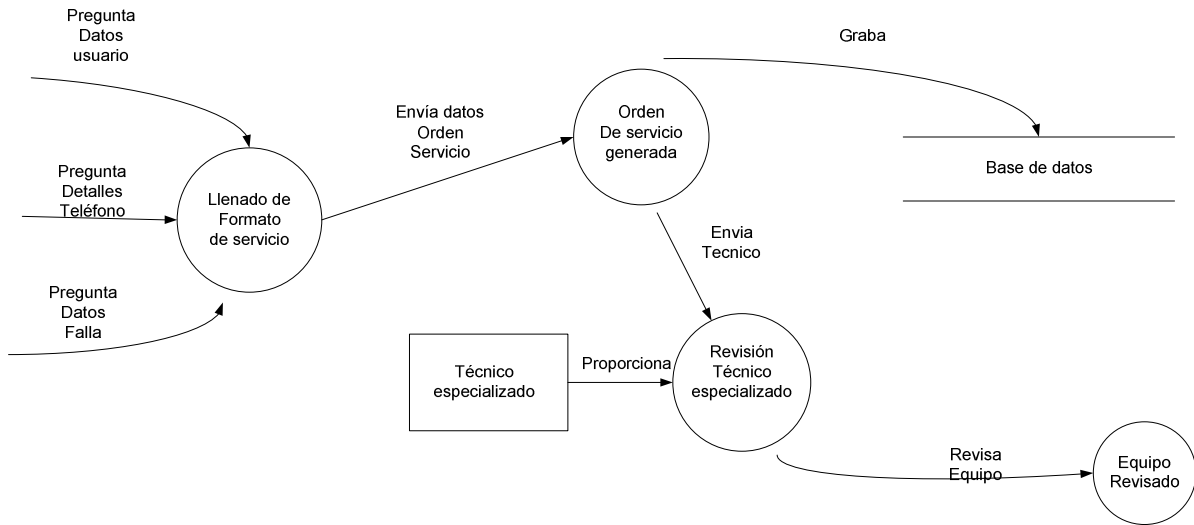 Pregunta
Datos
usuario
Graba
Envía datos
Orden
Servicio
Orden
De servicio
generada
Base de datos
Pregunta
Detalles
Teléfono
Llenado de
Formato
de servicio
Envia
Tecnico
Pregunta
Datos
Falla
Técnico
especializado
Proporciona
Revisión
Técnico
especializado
Revisa
Equipo
Equipo
Revisado